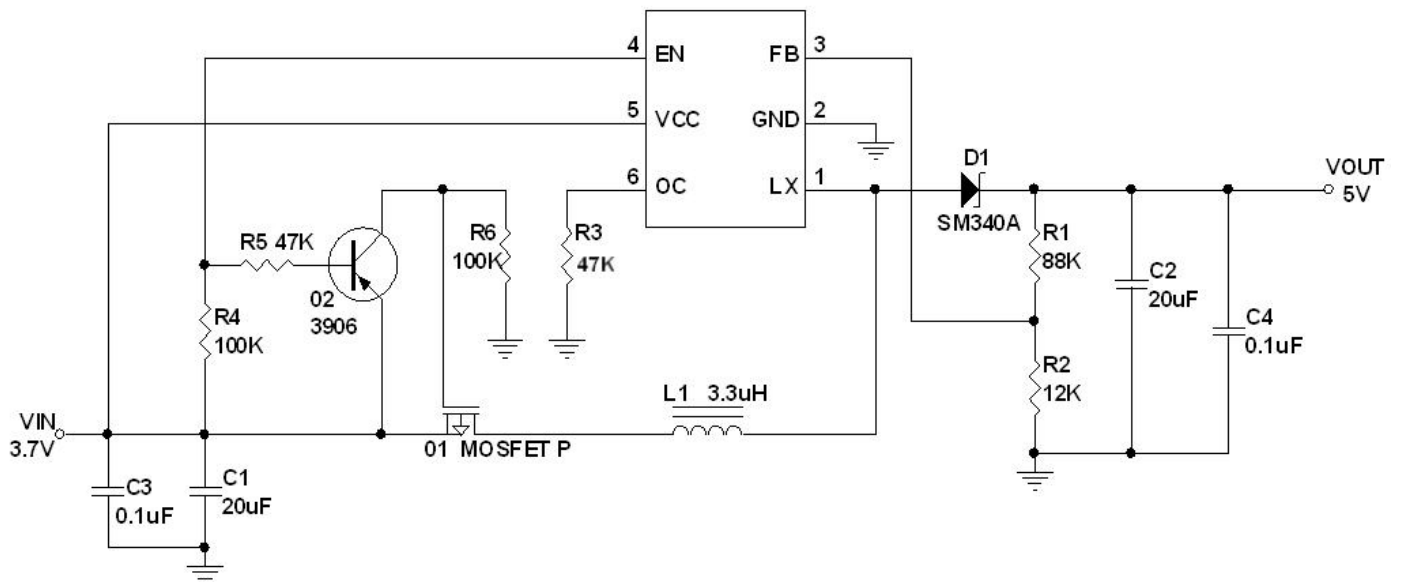 4 EN FB 3
5 VCC GND 2
6 OC LX 1
D1
SM340A
VOUT
5V
R5 47K
02
3906
R6
100K
R3
47K
R4
100K
R1
88K
C2
20uF
C4
0.1uF
R2
12K
L1 3.3uH
VIN
3.7V
01 MOSFET P
C3
0.1uF
C1
20uF